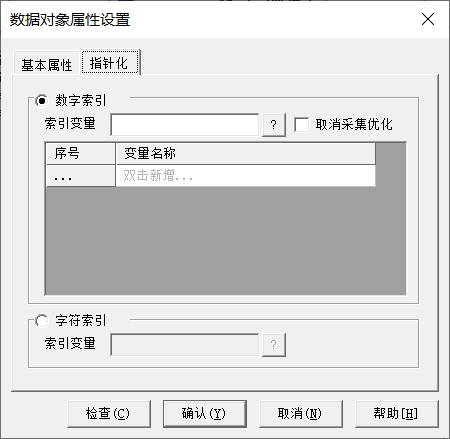 数据对象属性设置
基本属性 指针化
数字索引
索引变量 ? 取消采集优化
序号 变量名称
... 双击新增...
字符索引
索引变量 ?
检查(C) 确认(Y) 取消(N) 帮助[H]